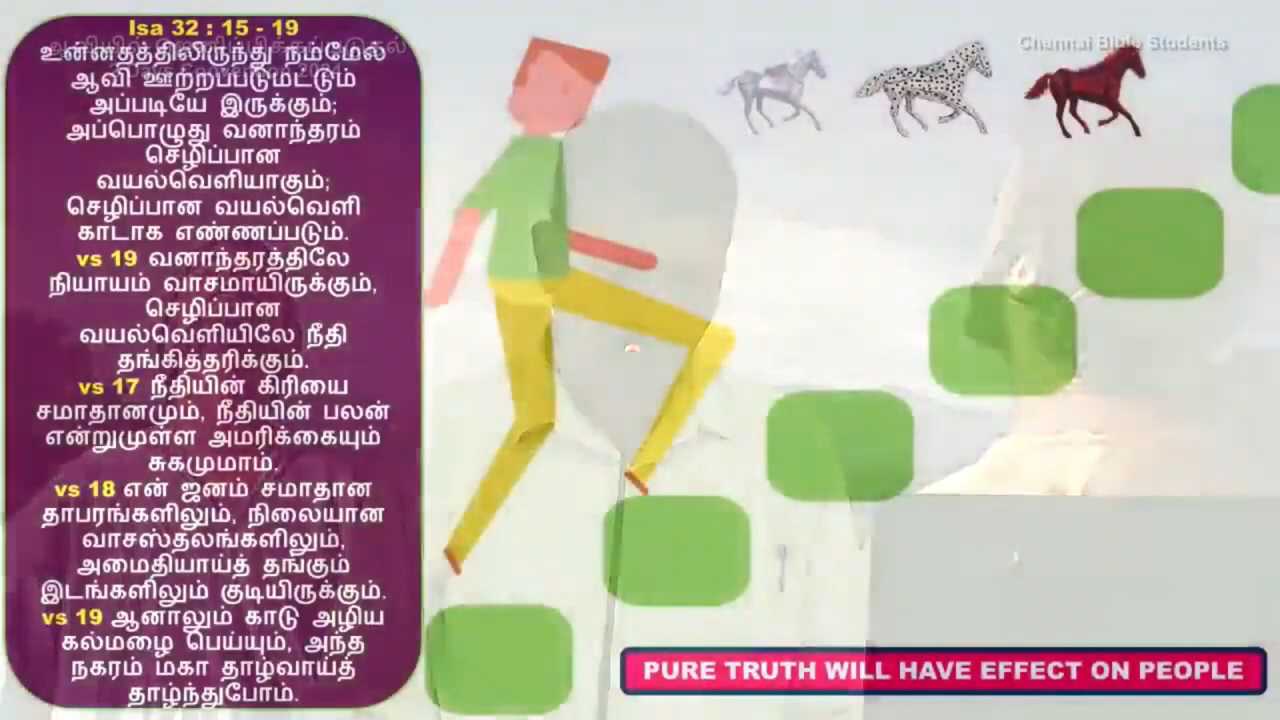 Isa 32 : 15 - 19
உன்னதத்திலிருந்து நம்மேல்
ஆவி ஊற்றப்படுமட்டும்
அப்படியே இருக்கும்;
அப்பொழுது வனாந்தரம்
செழிப்பான
வயல்வெளியாகும்;
செழிப்பான வயல்வெளி
காடாக எண்ணப்படும்.
vs 19 வனாந்தரத்திலே
நியாயம் வாசமாயிருக்கும்,
செழிப்பான
வயல்வெளியிலே நீதி
தங்கித்தரிக்கும்.
vs 17 நீதியின் கிரியை
சமாதானமும், நீதியின் பலன்
என்றுமுள்ள அமரிக்கையும்
சுகமுமாம்.
vs 18 என் ஜனம் சமாதான
தாபரங்களிலும், நிலையான
வாசஸ்தலங்களிலும்,
அமைதியாய்த் தங்கும்
இடங்களிலும் குடியிருக்கும்.
vs 19 ஆனாலும் காடு அழிய
கல்மழை பெய்யும், அந்த
நகரம் மகா தாழ்வாய்த்
தாழ்ந்துபோம்.
Chennai Bible Students
PURE TRUTH WILL HAVE EFFECT ON PEOPLE